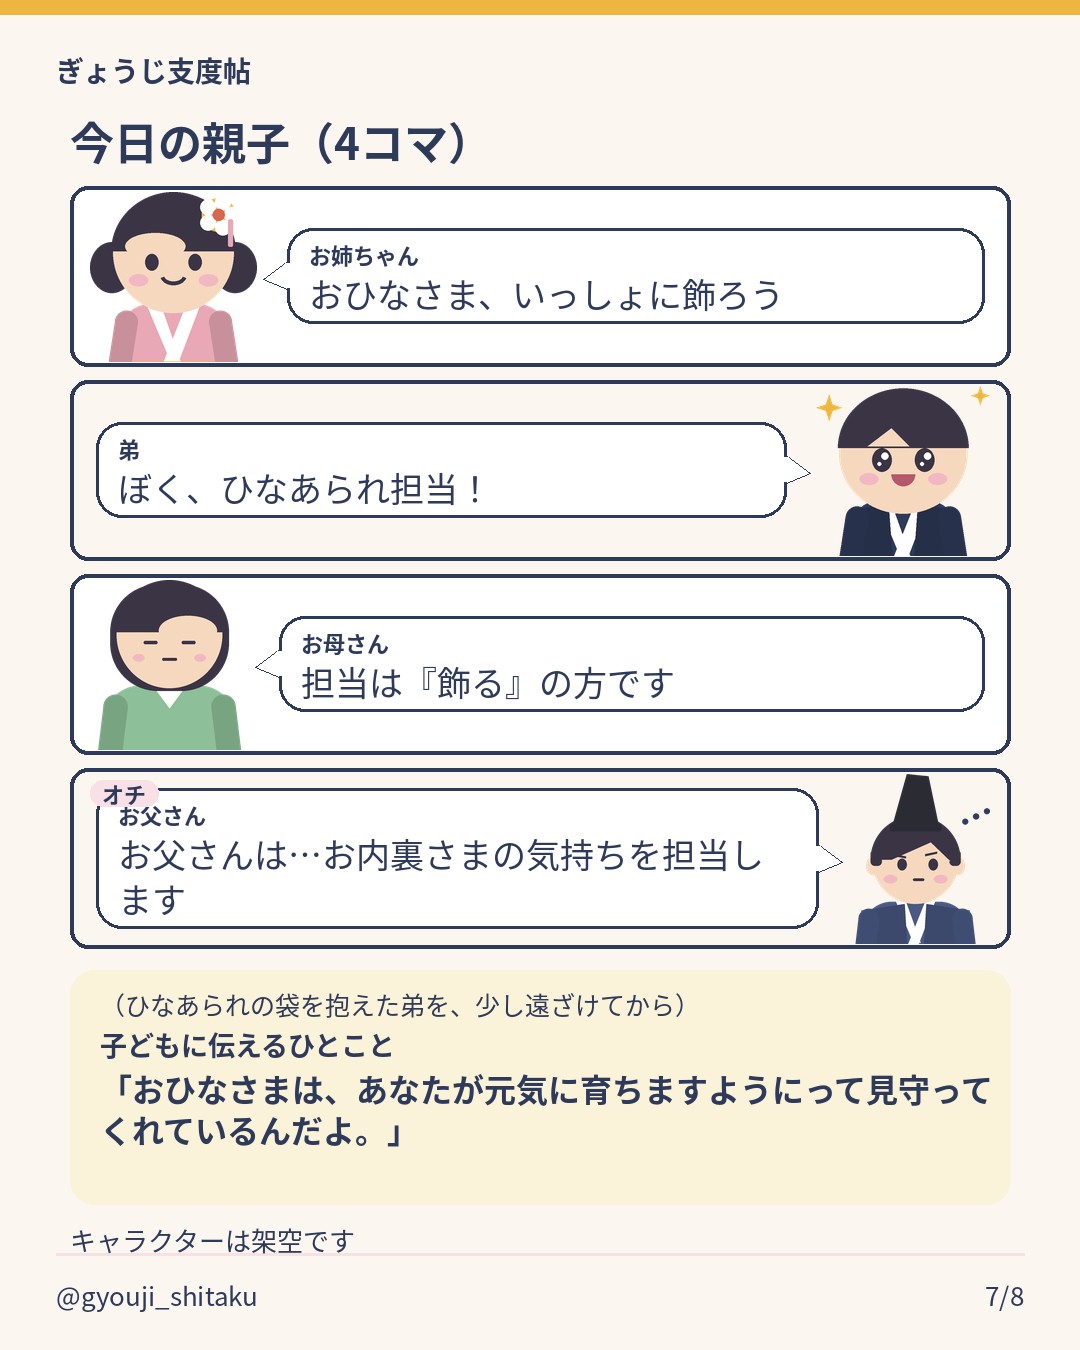 ぎょうじ支度帖
今日の親子（4コマ）
お姉ちゃん
おひなさま、いっしょに飾ろう
弟
ぼく、ひなあられ担当！
お母さん
担当は『飾る』の方です
オチ
お父さん
お父さんは…お内裏さまの気持ちを担当し
ます
（ひなあられの袋を抱えた弟を、少し遠ざけてから）
子どもに伝えるひとこと
「おひなさまは、あなたが元気に育ちますようにって見守って
くれているんだよ。」
キャラクターは架空です
@gyouji_shitaku
7/8